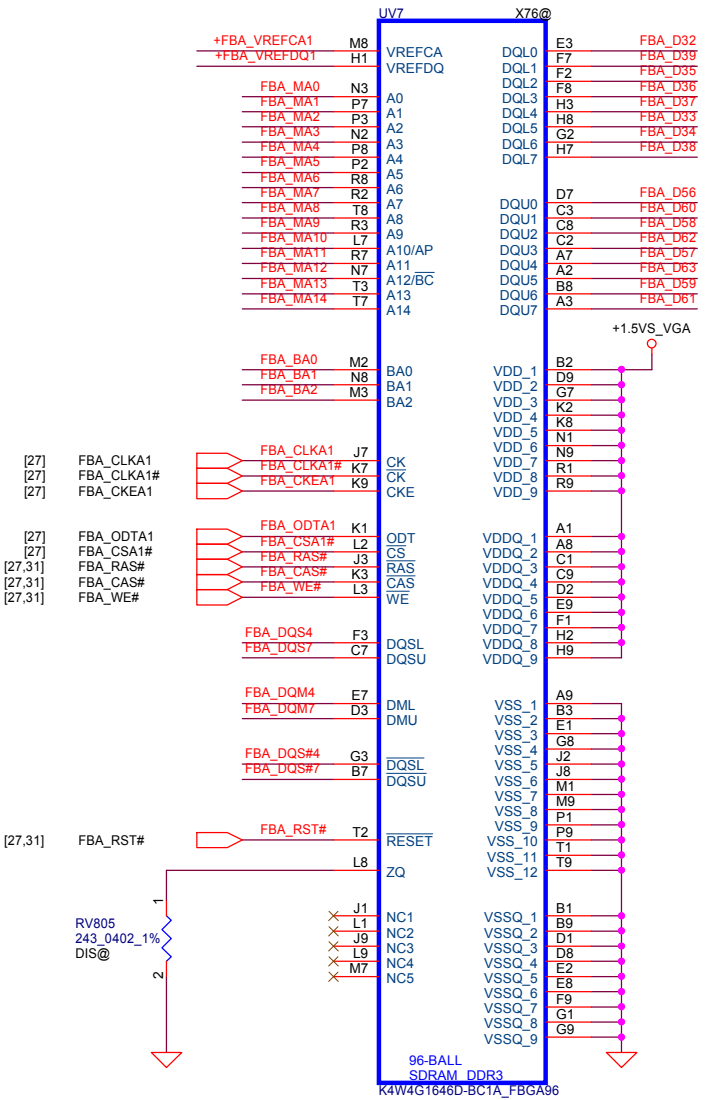 UV7 X76@
+FBA_VREFCA1 M8 VREFCA DQL0 E3 FBA_D32
+FBA_VREFDQ1 H1 VREFDQ DQL1 F7 FBA_D39
DQL2 F2 FBA_D35
FBA_MA0 N3 A0 DQL3 F8 FBA_D36
FBA_MA1 P7 A1 DQL4 H3 FBA_D37
FBA_MA2 P3 A2 DQL5 H8 FBA_D33
FBA_MA3 N2 A3 DQL6 G2 FBA_D34
FBA_MA4 P8 A4 DQL7 H7 FBA_D38
FBA_MA5 P2 A5
FBA_MA6 R8 A6
FBA_MA7 R2 A7 DQU0 D7 FBA_D56
FBA_MA8 T8 A8 DQU1 C3 FBA_D60
FBA_MA9 R3 A9 DQU2 C8 FBA_D58
FBA_MA10 L7 A10/AP DQU3 C2 FBA_D62
FBA_MA11 R7 A11 DQU4 A7 FBA_D57
FBA_MA12 N7 A12/BC DQU5 A2 FBA_D63
FBA_MA13 T3 A13 DQU6 B8 FBA_D59
FBA_MA14 T7 A14 DQU7 A3 FBA_D61
+1.5VS_VGA
FBA_BA0 M2 BA0 VDD_1 B2
FBA_BA1 N8 BA1 VDD_2 D9
FBA_BA2 M3 BA2 VDD_3 G7
VDD_4 K2
VDD_5 K8
VDD_6 N1
[27] FBA_CLKA1 FBA_CLKA1 J7 CK VDD_7 N9
[27] FBA_CLKA1# FBA_CLKA1# K7 CK VDD_8 R1
[27] FBA_CKEA1 FBA_CKEA1 K9 CKE VDD_9 R9
[27] FBA_ODTA1 FBA_ODTA1 K1 ODT VDDQ_1 A1
[27] FBA_CSA1# FBA_CSA1# L2 CS VDDQ_2 A8
[27,31] FBA_RAS# FBA_RAS# J3 RAS VDDQ_3 C1
[27,31] FBA_CAS# FBA_CAS# K3 CAS VDDQ_4 C9
[27,31] FBA_WE# FBA_WE# L3 WE VDDQ_5 D2
VDDQ_6 E9
VDDQ_7 F1
FBA_DQS4 F3 DQSL VDDQ_8 H2
FBA_DQS7 C7 DQSU VDDQ_9 H9
FBA_DQM4 E7 DML VSS_1 A9
FBA_DQM7 D3 DMU VSS_2 B3
VSS_3 E1
VSS_4 G8
FBA_DQS#4 G3 DQSL VSS_5 J2
FBA_DQS#7 B7 DQSU VSS_6 J8
VSS_7 M1
VSS_8 M9
VSS_9 P1
[27,31] FBA_RST# FBA_RST# T2 RESET VSS_10 P9
VSS_11 T1
L8 ZQ VSS_12 T9
1
RV805
243_0402_1%
DIS@
2
J1 NC1 VSSQ_1 B1
L1 NC2 VSSQ_2 B9
J9 NC3 VSSQ_3 D1
L9 NC4 VSSQ_4 D8
M7 NC5 VSSQ_5 E2
VSSQ_6 E8
VSSQ_7 F9
VSSQ_8 G1
VSSQ_9 G9
96-BALL
SDRAM DDR3
K4W4G1646D-BC1A_FBGA96